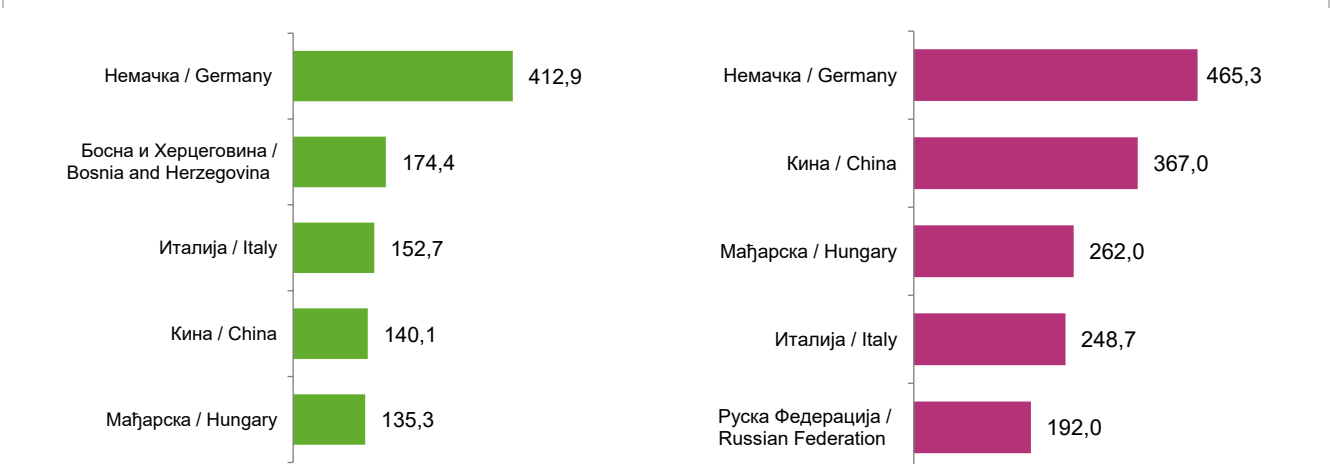 Немачка / Germany
412,9
Босна и Херцеговина /
Bosnia and Herzegovina
174,4
Италија / Italy
152,7
Кина / China
140,1
Мађарска / Hungary
135,3
Немачка / Germany
465,3
Кина / China
367,0
Мађарска / Hungary
262,0
Италија / Italy
248,7
Руска Федерација /
Russian Federation
192,0